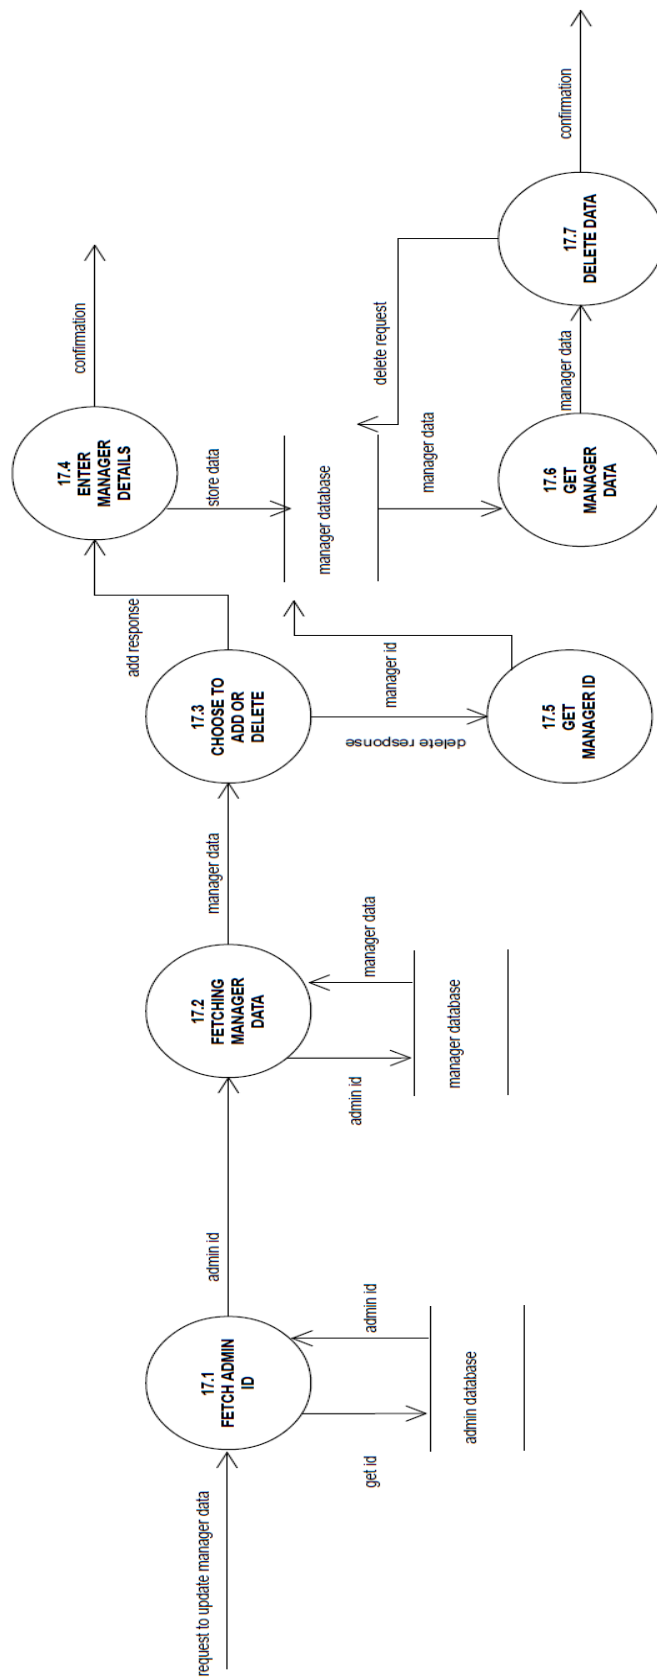 request to update manager data
17.1
FETCH ADMIN
ID
get id
admin id
admin database
admin id
17.2
FETCHING
MANAGER
DATA
admin id
manager data
manager database
manager data
17.3
CHOOSE TO
ADD OR
DELETE
add response
delete response
17.4
ENTER
MANAGER
DETAILS
confirmation
store data
manager database
manager id
17.5
GET
MANAGER ID
manager data
delete request
17.6
GET
MANAGER
DATA
manager data
17.7
DELETE DATA
confirmation